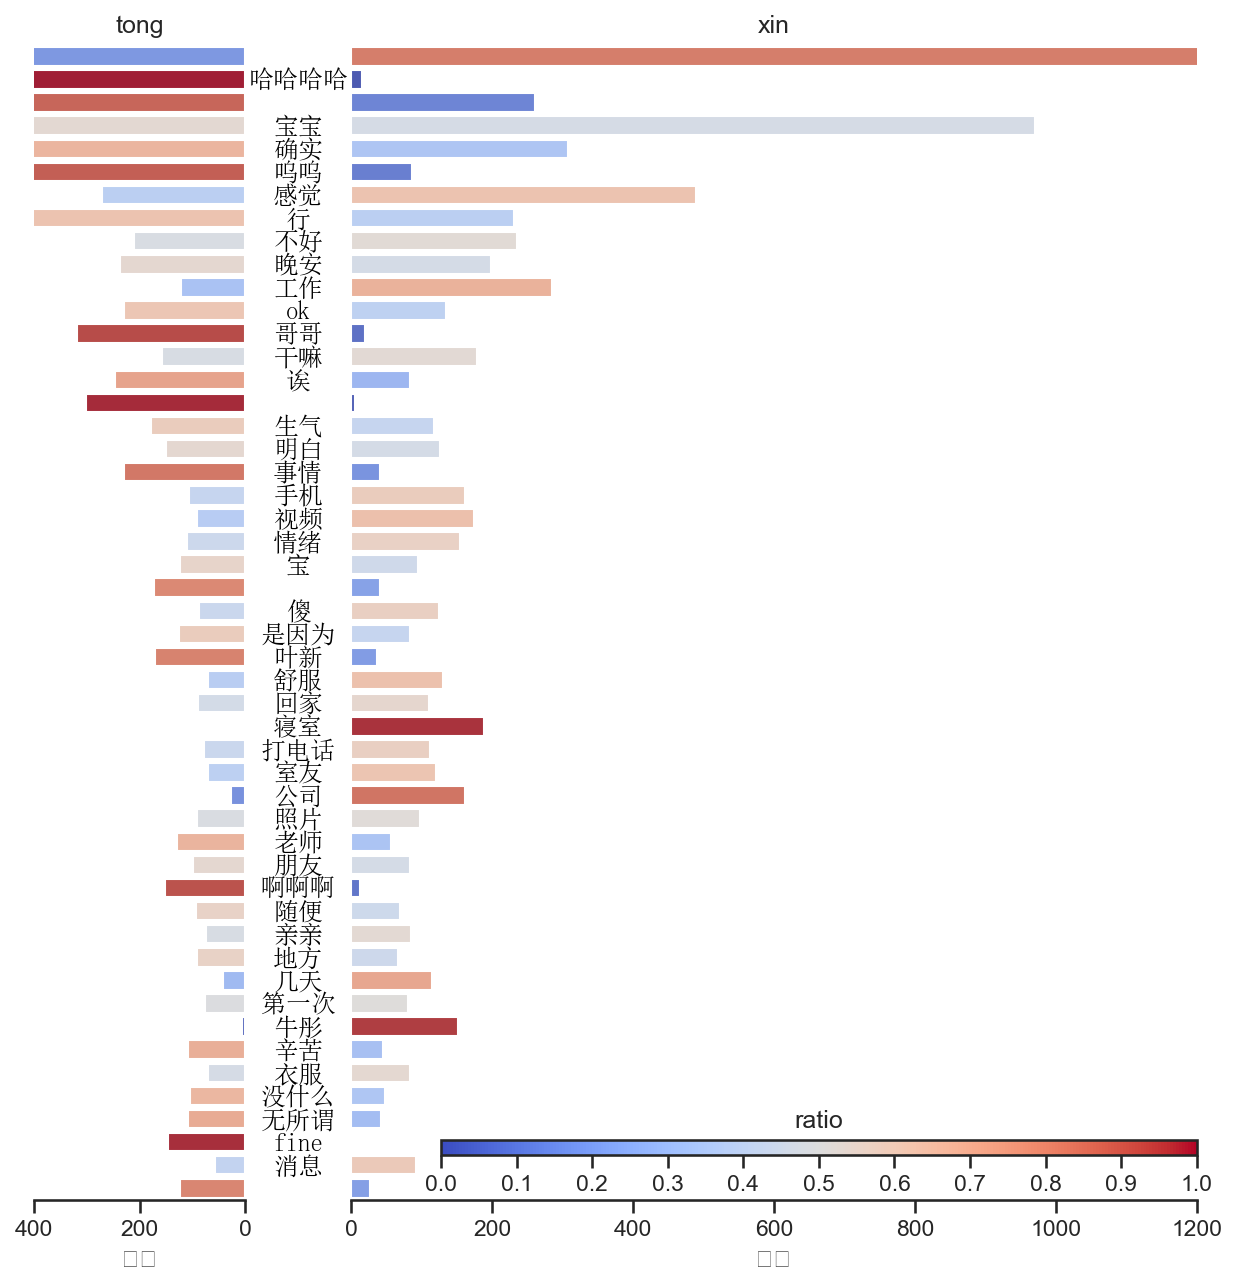 tong
xin
哈哈哈哈
宝宝
确实
呜呜
感觉
行
不好
晚安
工作
ok
哥哥
干嘛
诶
生气
明白
事情
手机
视频
情绪
宝
傻
是因为
叶新
舒服
回家
寝室
打电话
室友
公司
照片
老师
朋友
啊啊啊
随便
亲亲
地方
几天
第一次
牛彤
辛苦
衣服
没什么
无所谓
fine
消息
ratio
0.0 0.1 0.2 0.3 0.4 0.5 0.6 0.7 0.8 0.9 1.0
400 200 0
0 200 400 600 800 1000 1200